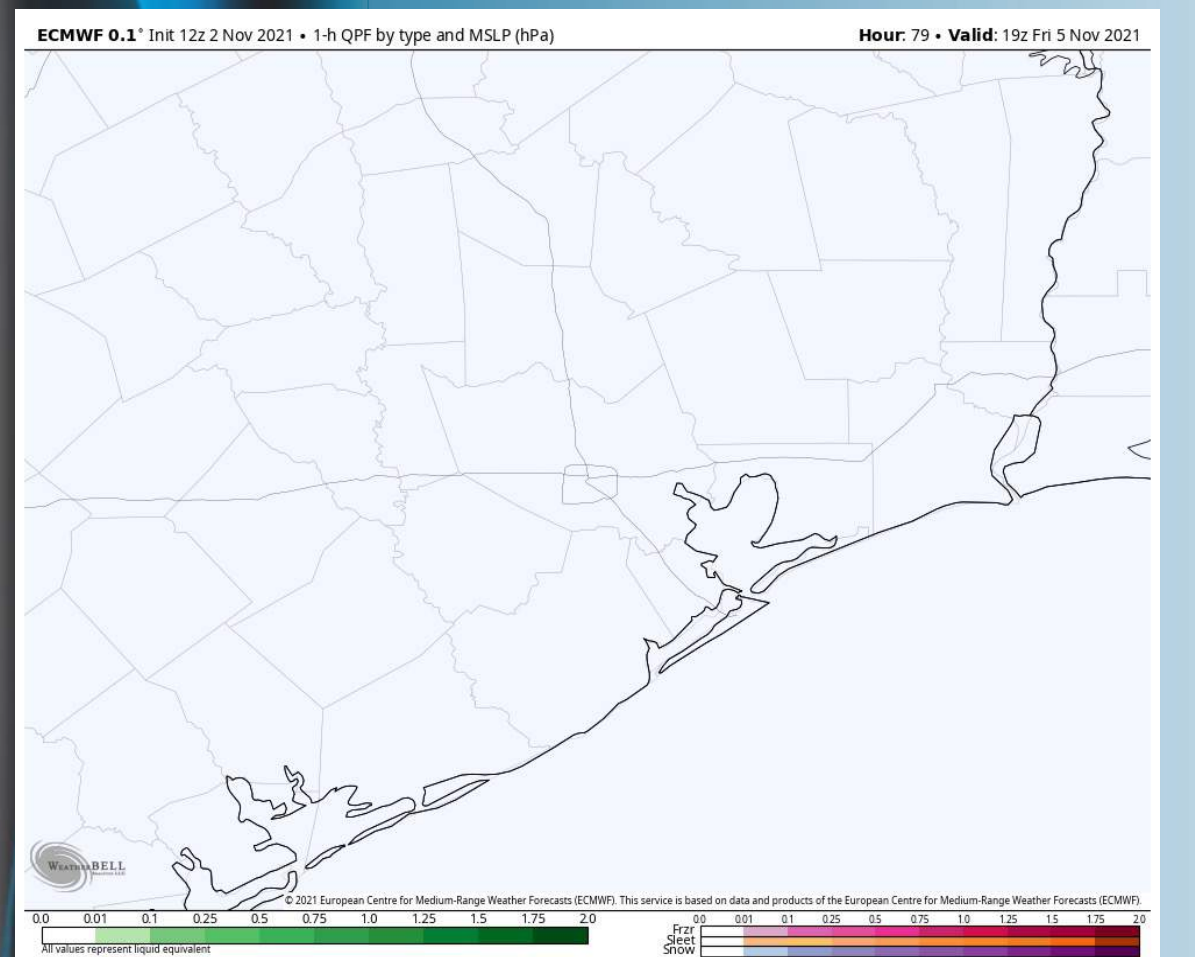 ECMWF 0.1° Init 12z 2 Nov 2021 • 1-h QPF by type and MSLP (hPa)
Hour: 79 • Valid: 19z Fri 5 Nov 2021
WEATHERBELL
© 2021 European Centre for Medium-Range Weather Forecasts (ECMWF). This service is based on data and products of the European Centre for Medium-Range Weather Forecasts (ECMWF).
0.0 0.01 0.1 0.25 0.5 0.75 1.0 1.25 1.5 1.75 2.0
All values represent liquid equivalent
0.0 0.01 0.1 0.25 0.5 0.75 1.0 1.25 1.5 1.75 2.0
Frzr
Sleet
Snow